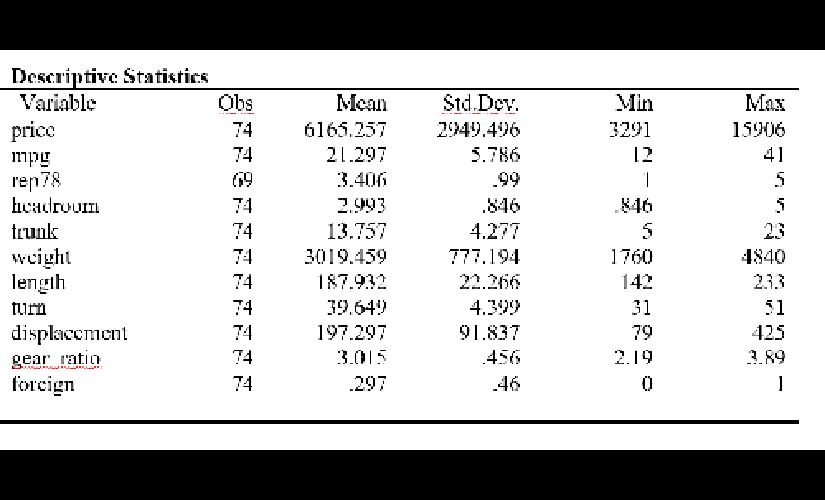 Descriptive Statistics
Variable Obs Mean Std.Dev. Min Max
price 74 6165.257 2949.496 3291 15906
mpg 74 21.297 5.786 12 41
rep78 69 3.406 .99 1 5
headroom 74 2.993 .846 .846 5
trunk 74 13.757 4.277 5 23
weight 74 3019.459 777.194 1760 4840
length 74 187.932 22.266 142 233
turn 74 39.649 4.399 31 51
displacement 74 197.297 91.837 79 425
gear_ratio 74 3.015 .456 2.19 3.89
foreign 74 .297 .46 0 1